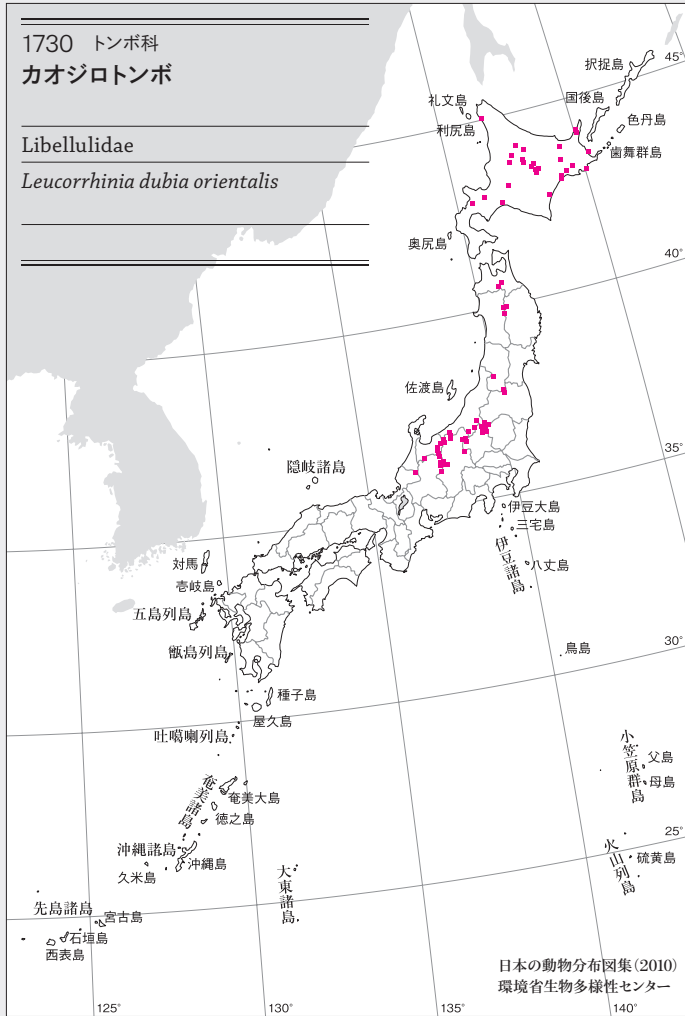 1730 トンボ科
カオジロトンボ
Libellulidae
Leucorrhinia dubia orientalis
45°
択捉島
国後島
礼文島
色丹島
利尻島
歯舞群島
奥尻島
40°
佐渡島
35°
隠岐諸島
伊豆大島
三宅島
伊豆諸島
八丈島
対馬
壱岐島
五島列島
甑島列島
30°
鳥島
種子島
屋久島
吐噶喇列島
小笠原群島
父島
母島
奄美諸島
奄美大島
徳之島
25°
沖縄諸島
沖縄島
久米島
火山列島
硫黄島
大東諸島
先島諸島
宮古島
石垣島
西表島
日本の動物分布図集(2010)
環境省生物多様性センター
125°
130°
135°
140°